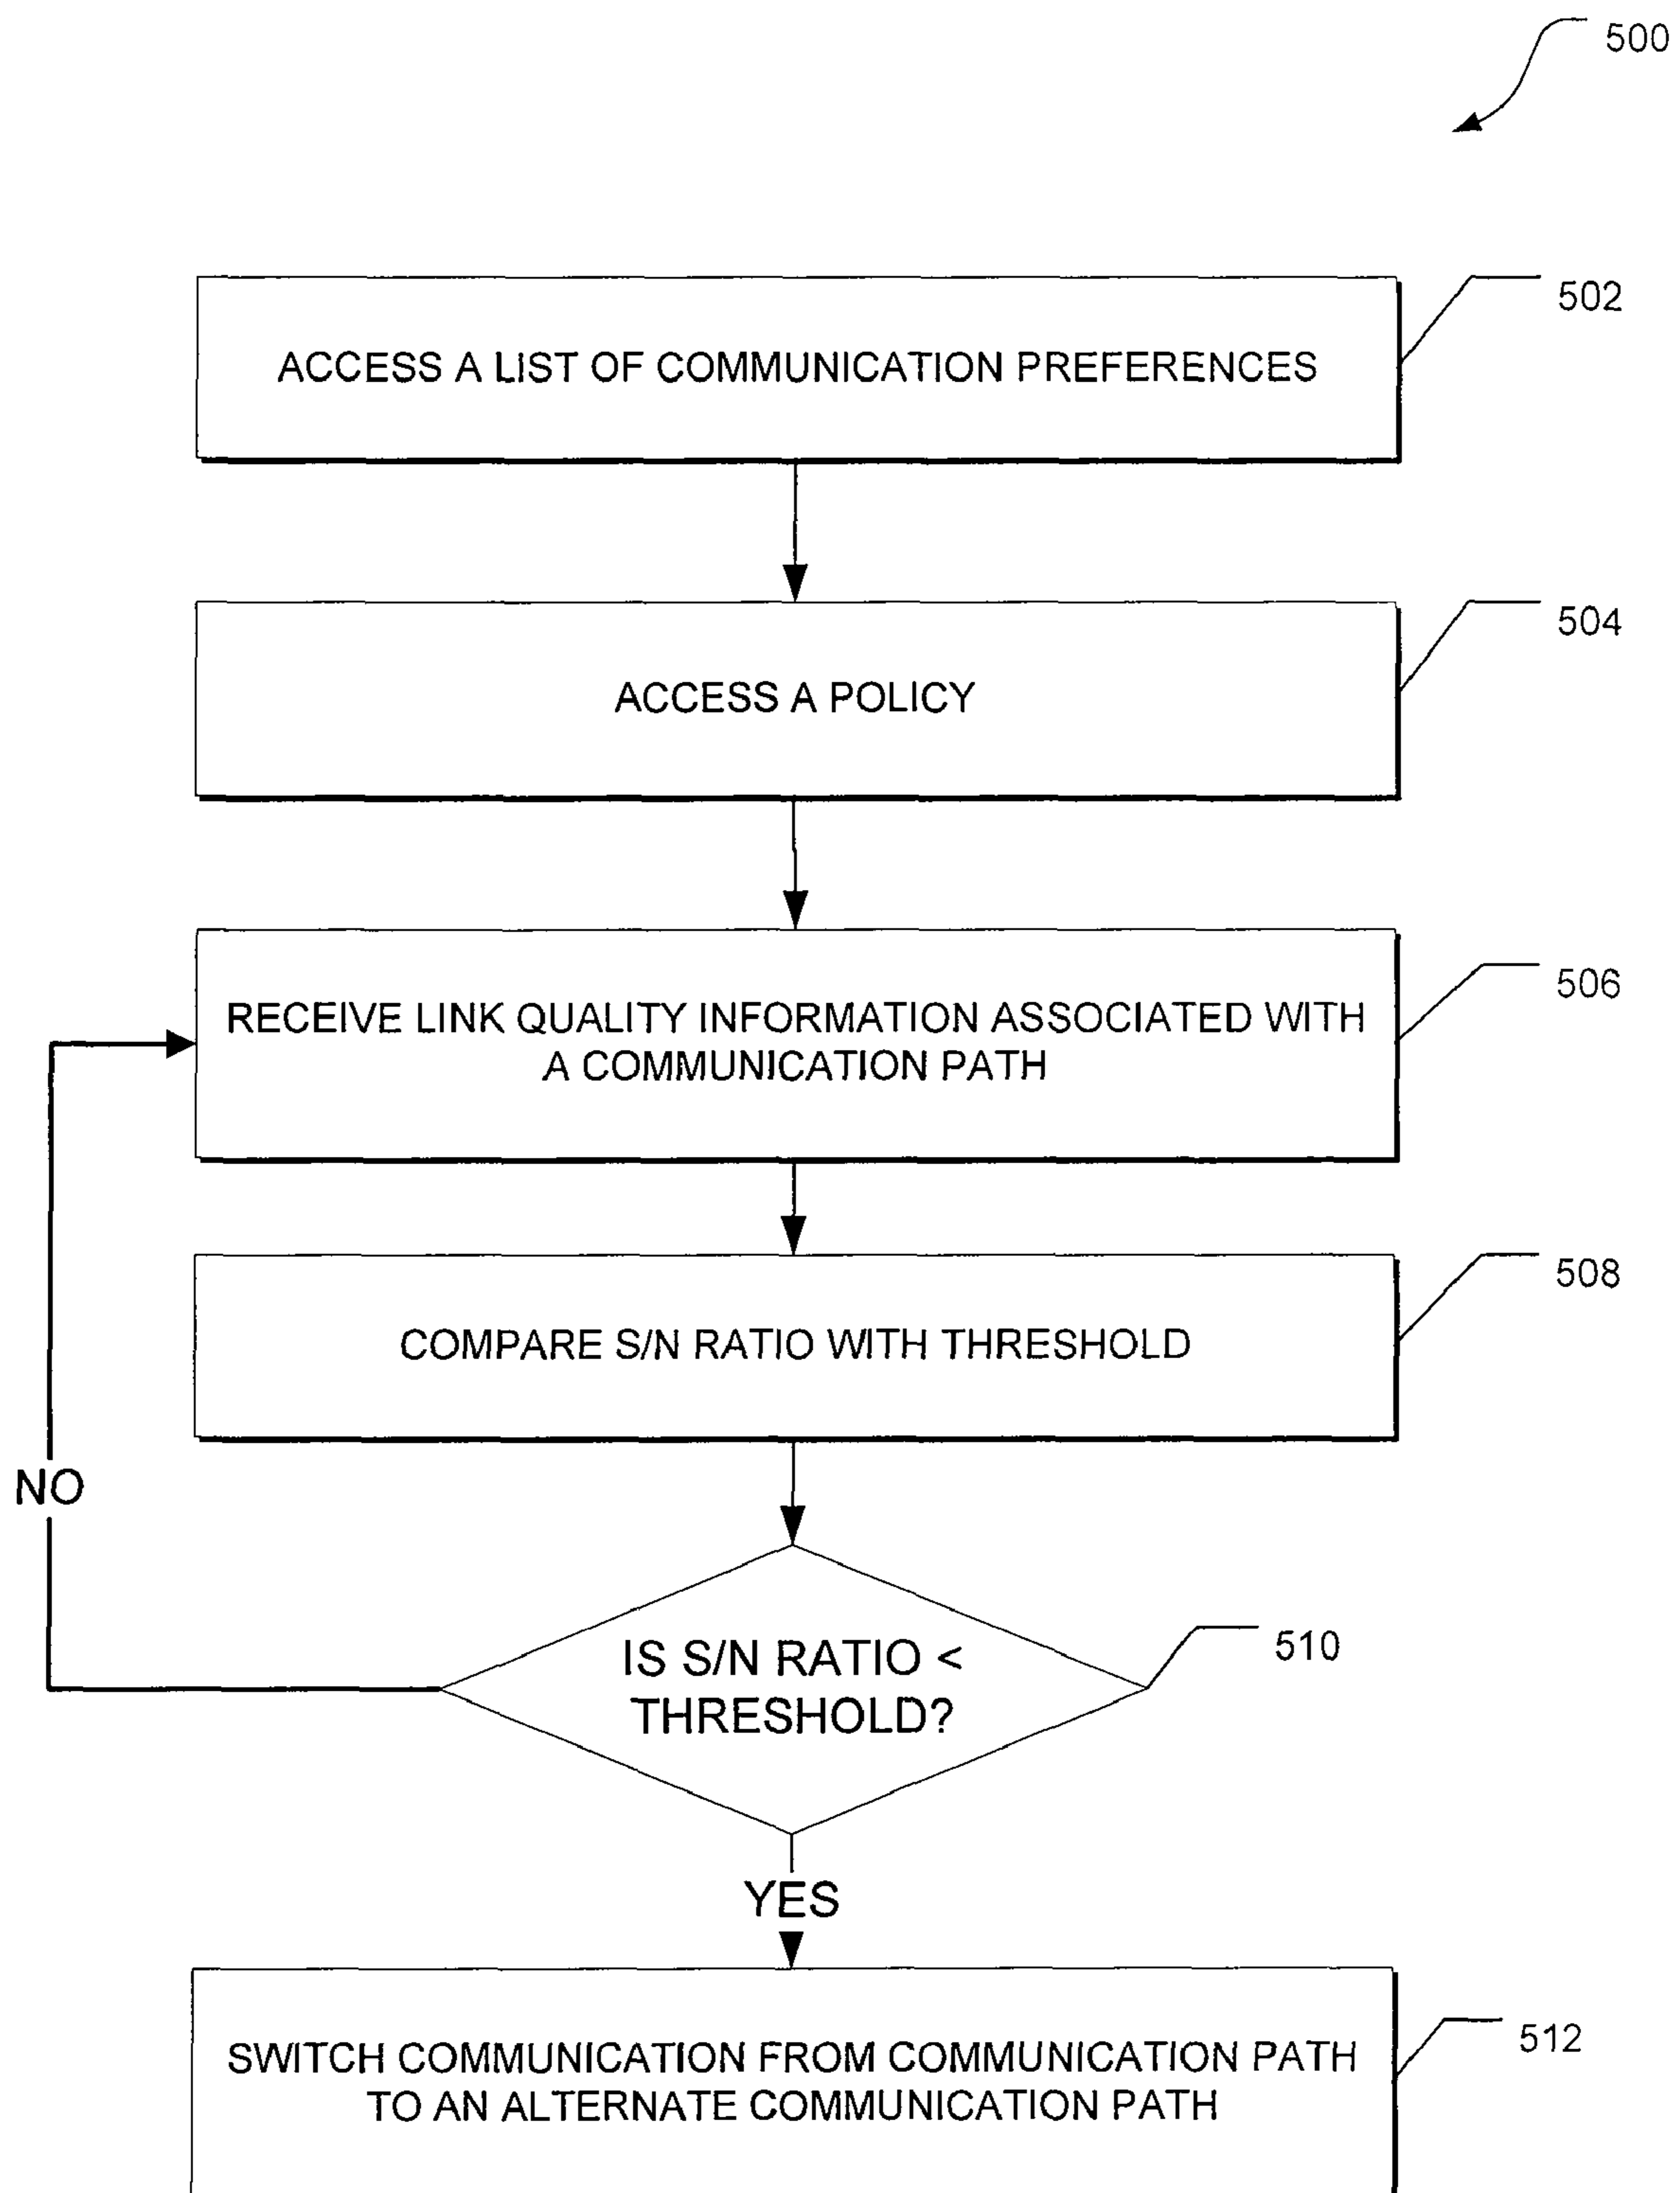 500
502
ACCESS A LIST OF COMMUNICATION PREFERENCES
504
ACCESS A POLICY
506
RECEIVE LINK QUALITY INFORMATION ASSOCIATED WITH
A COMMUNICATION PATH
508
COMPARE S/N RATIO WITH THRESHOLD
NO
510
IS S/N RATIO <
THRESHOLD?
YES
512
SWITCH COMMUNICATION FROM COMMUNICATION PATH
TO AN ALTERNATE COMMUNICATION PATH